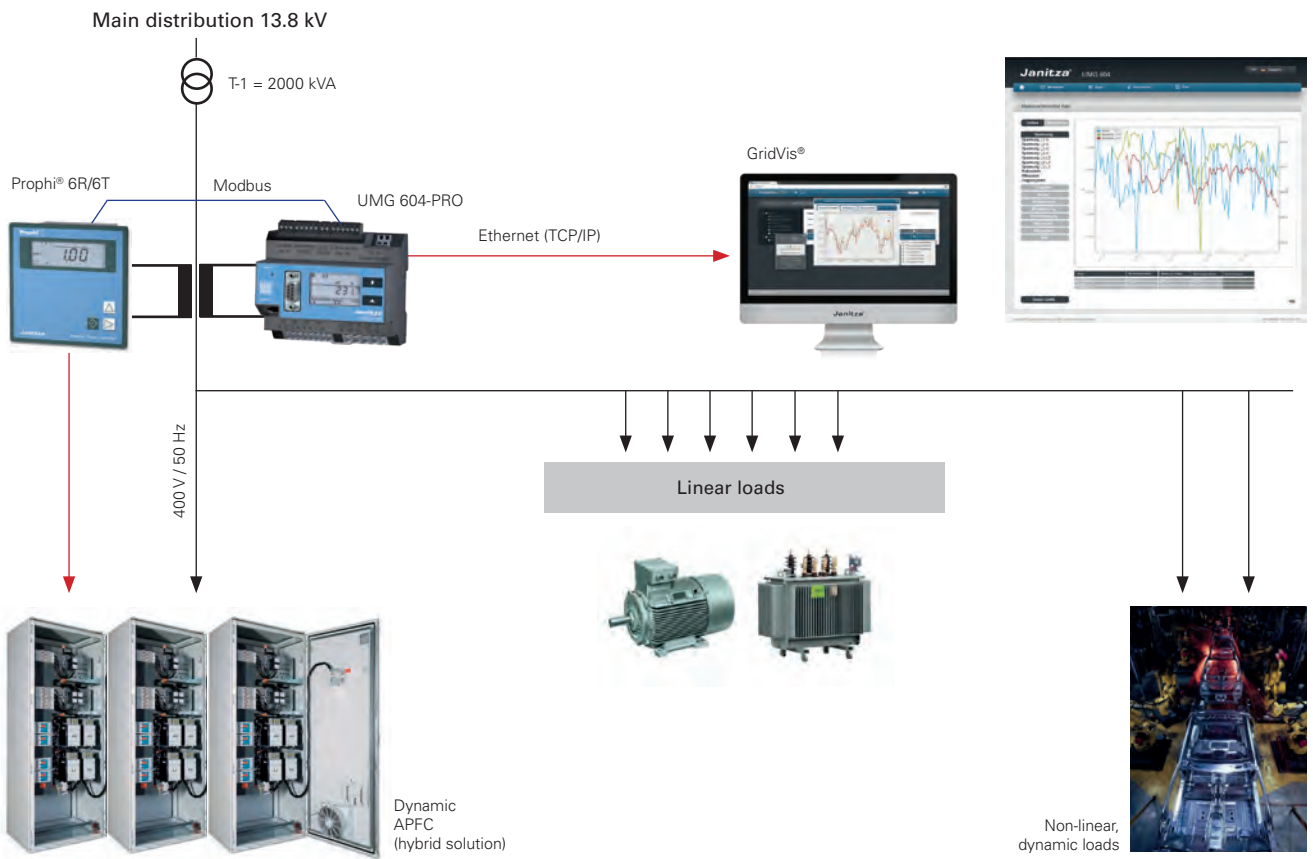 Main distribution 13.8 kV
T-1 = 2000 kVA
Janitza®
UMG 604
GridVis®
Prophi® 6R/6T
Modbus
UMG 604-PRO
Ethernet (TCP/IP)
Prophi
1.00
Janitza
Janitza
400 V / 50 Hz
Linear loads
Dynamic
APFC
(hybrid solution)
Non-linear,
dynamic loads